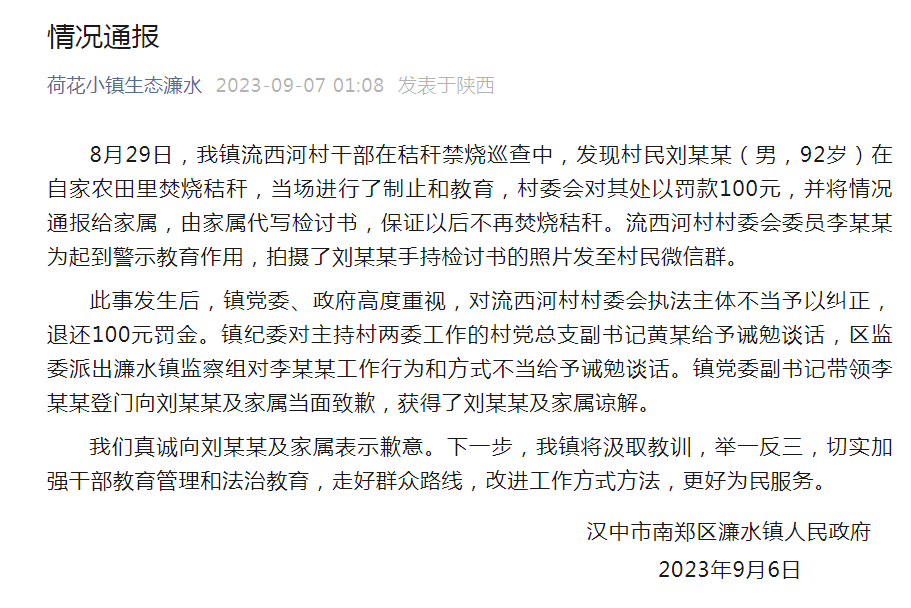 情况通报
荷花小镇生态濂水 2023-09-07 01:08 发表于陕西
8月29日，我镇流西河村干部在秸秆禁烧巡查中，发现村民刘某某（男，92岁）在
自家农田里焚烧秸秆，当场进行了制止和教育，村委会对其处以罚款100元，并将情况
通报给家属，由家属代写检讨书，保证以后不再焚烧秸秆。流西河村村委会委员李某某
为起到警示教育作用，拍摄了刘某某手持检讨书的照片发至村民微信群。
此事发生后，镇党委、政府高度重视，对流西河村村委会执法主体不当予以纠正，
退还100元罚金。镇纪委对主持村两委工作的村党总支副书记黄某给予诫勉谈话，区监
委派出濂水镇监察组对李某某工作行为和方式不当给予诫勉谈话。镇党委副书记带领李
某某登门向刘某某及家属当面致歉，获得了刘某某及家属谅解。
我们真诚向刘某某及家属表示歉意。下一步，我镇将汲取教训，举一反三，切实加
强干部教育管理和法治教育，走好群众路线，改进工作方式方法，更好为民服务。
汉中市南郑区濂水镇人民政府
2023年9月6日